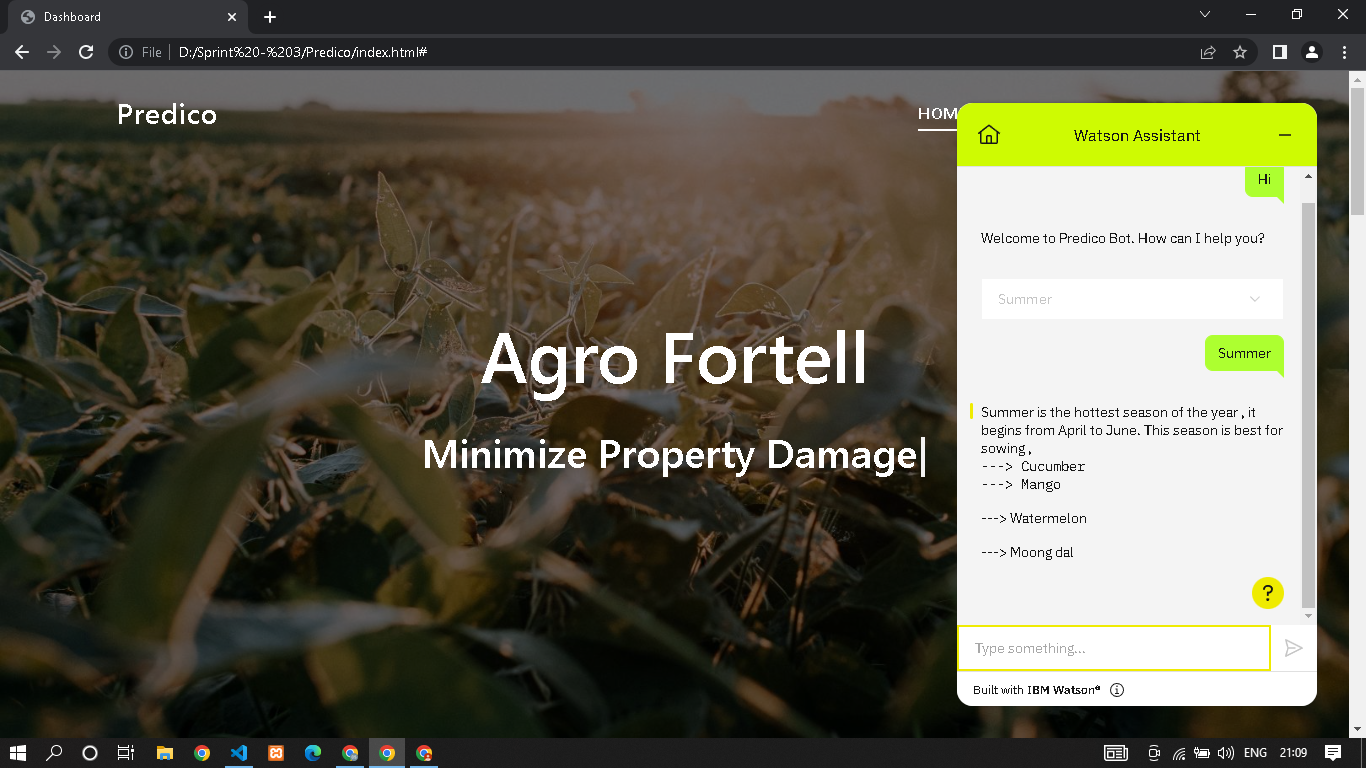 Dashboard
File
D:/Sprint%20-%203/Predico/index.html#
Predico
HOM
Agro Fortell
Minimize Property Damage|
Watson Assistant
Hi
Welcome to Predico Bot. How can I help you?
Summer
Summer
Summer is the hottest season of the year , it
begins from April to June. This season is best for
sowing ,
---> Cucumber
---> Mango
---> Watermelon
---> Moong dal
?
Type something...
Built with IBM Watson®
ENG
21:09